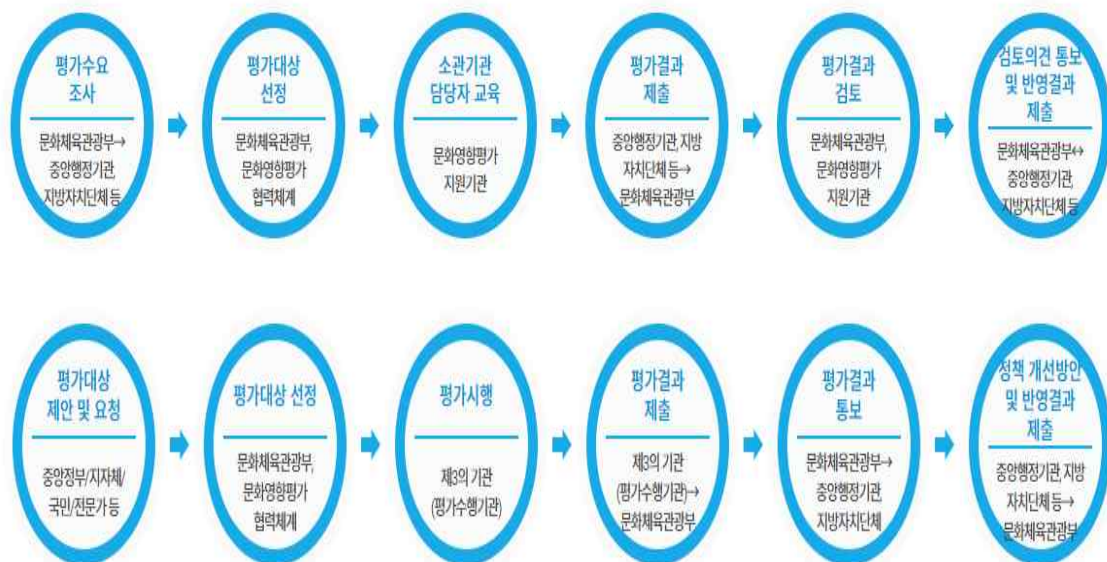 평가수요
조사
문화체육관광부→
중앙행정기관,
지방자치단체 등
평가대상
선정
문화체육관광부,
문화영향평가
협력체계
소관기관
담당자 교육
문화영향평가
지원기관
평가결과
제출
중앙행정기관, 지방
자치단체 등→
문화체육관광부
평가결과
검토
문화체육관광부,
문화영향평가
지원기관
검토의견 통보
및 반영결과
제출
문화체육관광부↔
중앙행정기관,
지방자치단체 등
평가대상
제안 및 요청
중앙정부/지자체/
국민/전문가 등
평가대상 선정
문화체육관광부,
문화영향평가
협력체계
평가시행
제3의 기관
(평가수행기관)
평가결과
제출
제3의 기관
(평가수행기관)→
문화체육관광부
평가결과
통보
문화체육관광부→
중앙행정기관,
지방자치단체
정책 개선방안
및 반영결과
제출
중앙행정기관, 지방
자치단체 등→
문화체육관광부